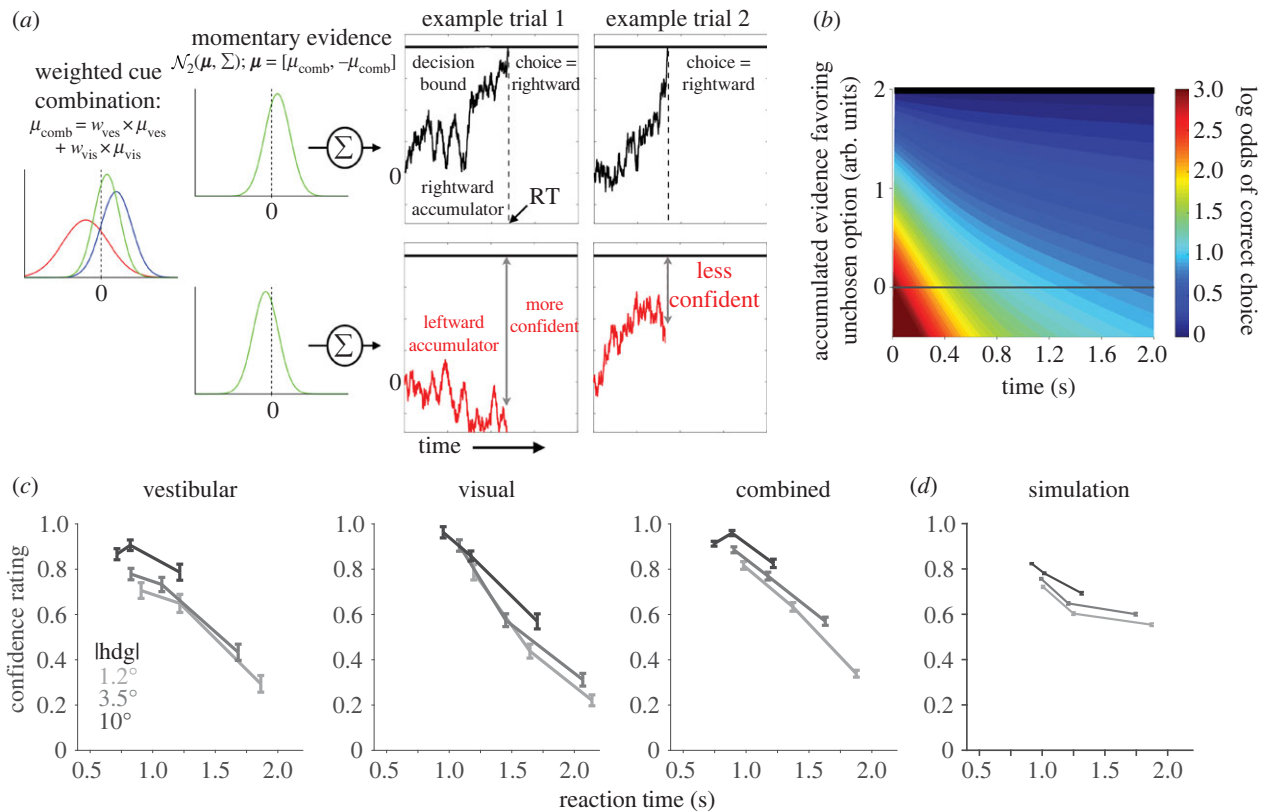 (a)
weighted cue
combination:
μcomb = wves × μves
+ wvis × μvis
0
momentary evidence
𝒩2(μ, Σ); μ = [μcomb, −μcomb]
0
Σ
0
Σ
example trial 1
decision
bound
choice =
rightward
0
rightward
accumulator
RT
example trial 2
choice =
rightward
more
confident
leftward
accumulator
0
less
confident
time
(b)
accumulated evidence favoring
unchosen option (arb. units)
2
1
0
0 0.4 0.8 1.2 1.6 2.0
time (s)
3.0
2.5
2.0
1.5
1.0
0.5
0
log odds of correct choice
(c)
vestibular
visual
combined
confidence rating
1.0
0.8
0.6
0.4
0.2
0
|hdg|
1.2°
3.5°
10°
0.5 1.0 1.5 2.0
1.0
0.8
0.6
0.4
0.2
0
0.5 1.0 1.5 2.0
1.0
0.8
0.6
0.4
0.2
0
0.5 1.0 1.5 2.0
reaction time (s)
(d)
simulation
1.0
0.8
0.6
0.4
0.2
0
0.5 1.0 1.5 2.0